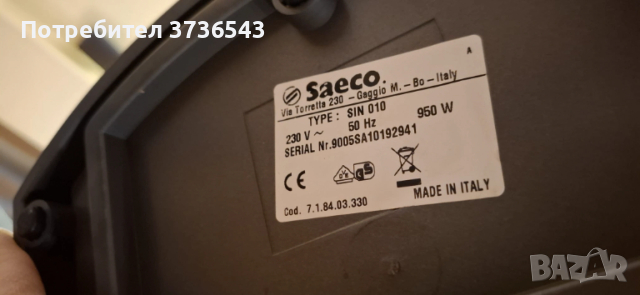 Потребител 3736543
A
Saeco.
Via Torretta 230 - Gaggio M. - Bo - Italy
TYPE: SIN 010
230 V ~ 50 Hz 950 W
SERIAL Nr.9005SA10192941
CE
GS
MADE IN ITALY
Cod. 7.1.84.03.330
BAZAR